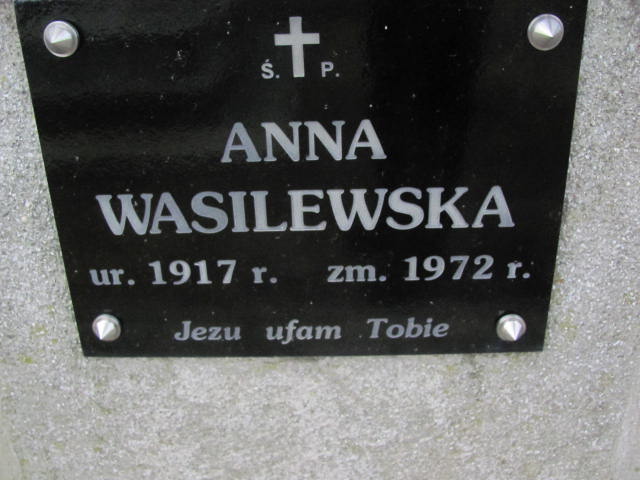 Ś. P.
ANNA
WASILEWSKA
ur. 1917 r. zm. 1972 r.
Jezu ufam Tobie